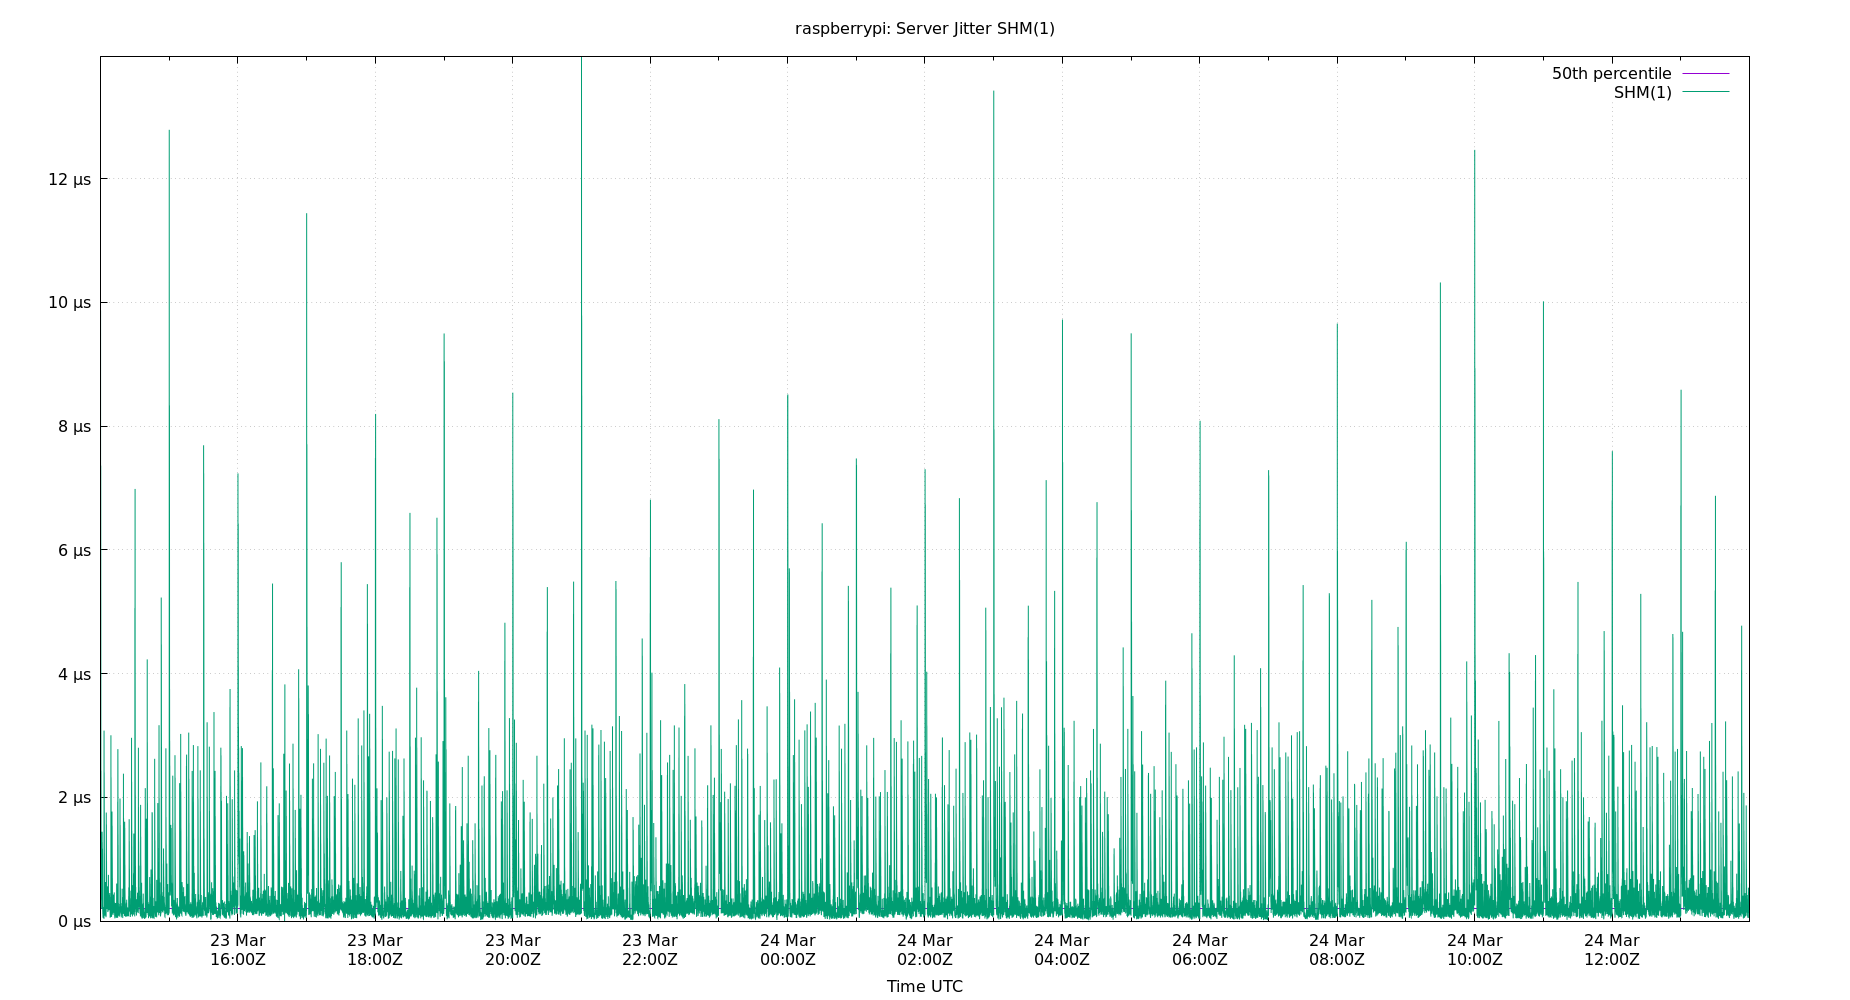 raspberrypi: Server Jitter SHM(1)
50th percentile
SHM(1)
12 µs
10 µs
8 µs
6 µs
4 µs
2 µs
0 µs
23 Mar 23 Mar 23 Mar 23 Mar 24 Mar 24 Mar 24 Mar 24 Mar 24 Mar 24 Mar 24 Mar
16:00Z 18:00Z 20:00Z 22:00Z 00:00Z 02:00Z 04:00Z 06:00Z 08:00Z 10:00Z 12:00Z
Time UTC